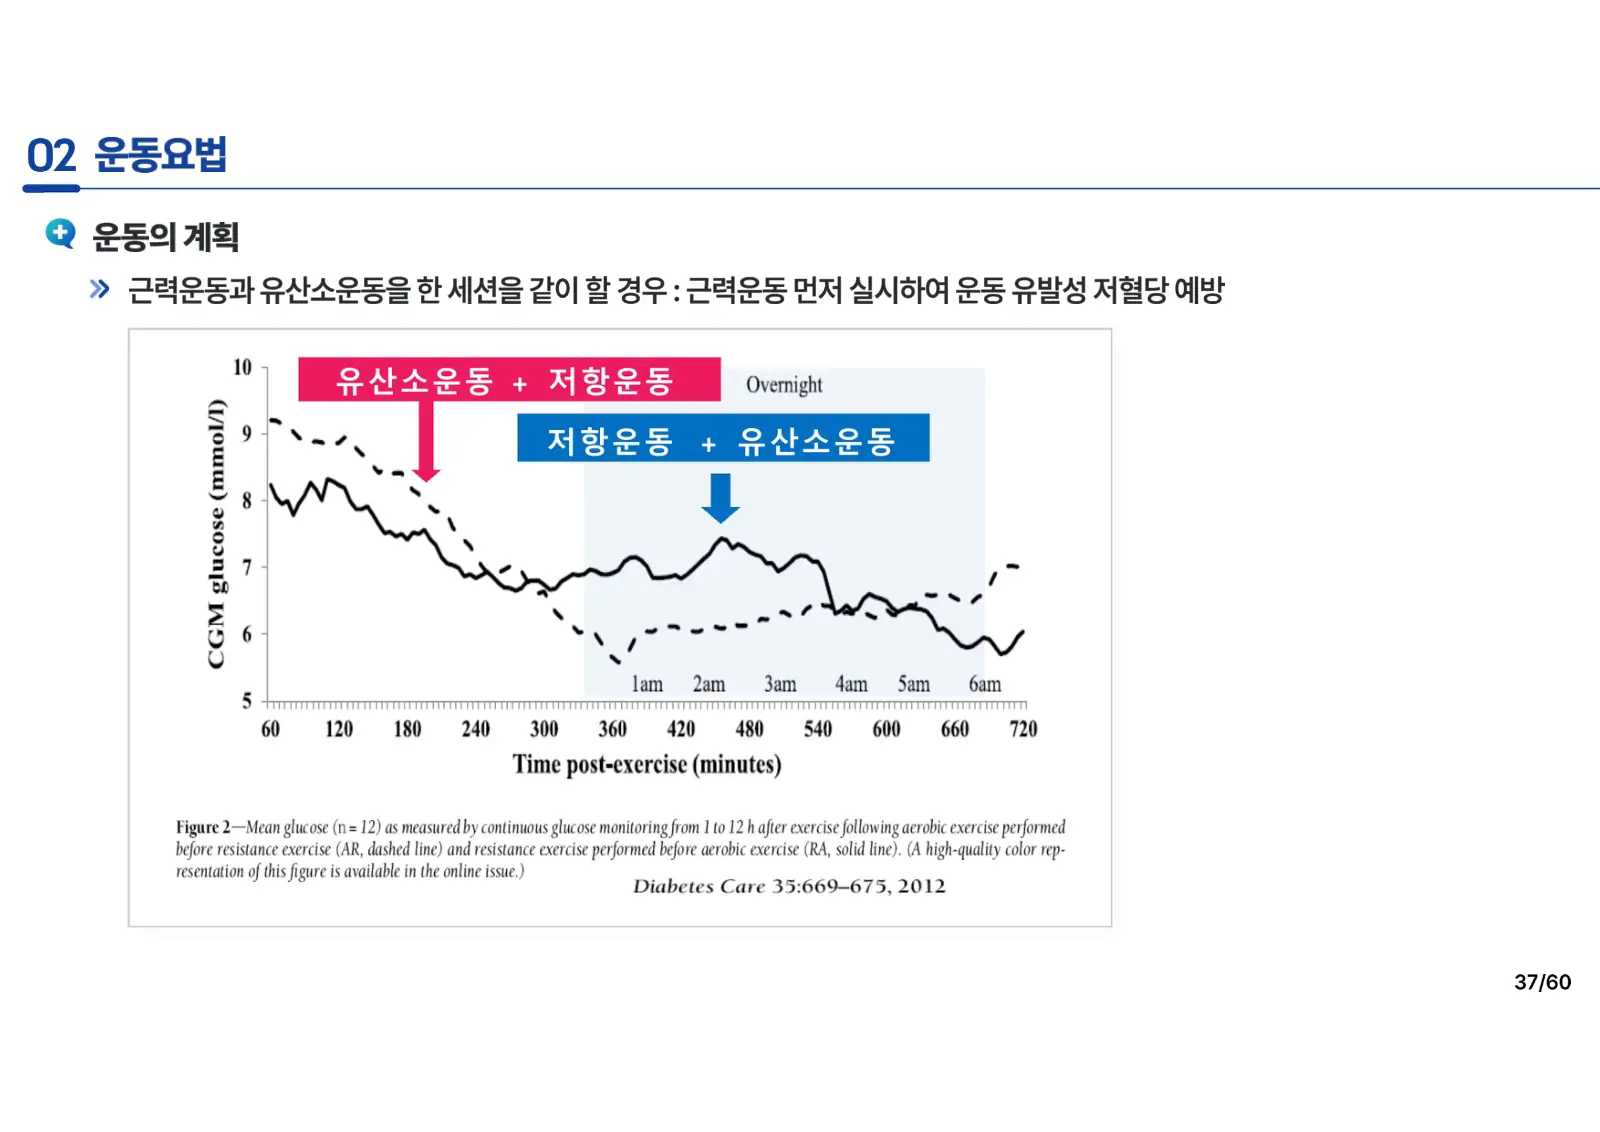 02 운동요법
운동의 계획
근력운동과 유산소운동을 한 세션을 같이 할 경우 : 근력운동 먼저 실시하여 운동 유발성 저혈당 예방
유산소운동 + 저항운동
Overnight
저항운동 + 유산소운동
CGM glucose (mmol/l)
10
9
8
7
6
5
1am 2am 3am 4am 5am 6am
60 120 180 240 300 360 420 480 540 600 660 720
Time post-exercise (minutes)
Figure 2—Mean glucose (n = 12) as measured by continuous glucose monitoring from 1 to 12 h after exercise following aerobic exercise performed
before resistance exercise (AR, dashed line) and resistance exercise performed before aerobic exercise (RA, solid line). (A high-quality color rep-
resentation of this figure is available in the online issue.)
Diabetes Care 35:669–675, 2012
37/60